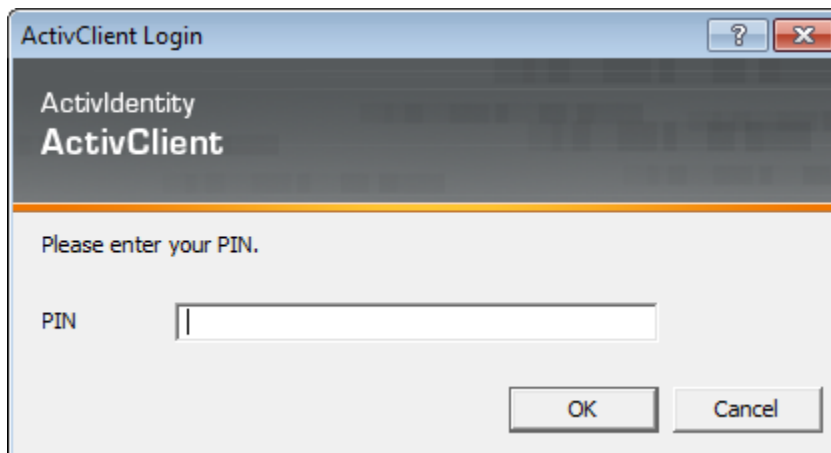 ActivClient Login
ActivIdentity
ActivClient
Please enter your PIN.
PIN
OK Cancel